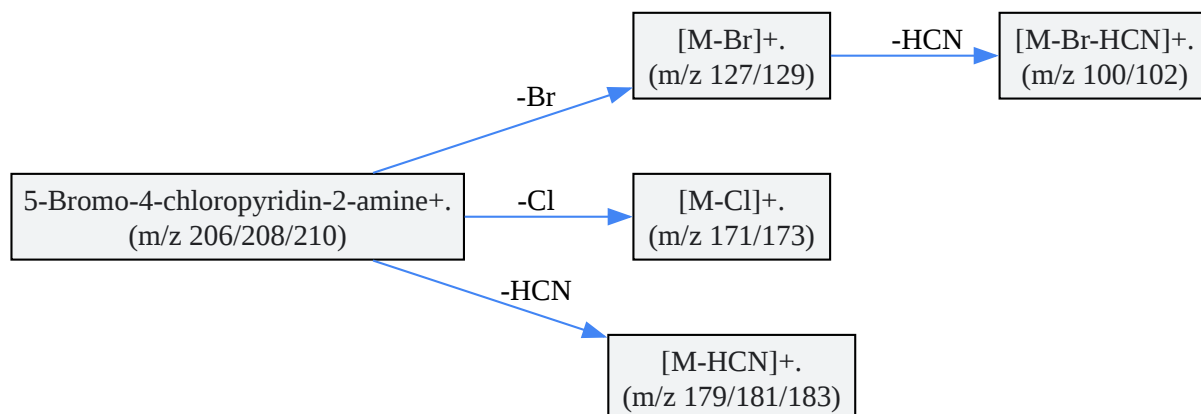 [M-Br]+.
(m/z 127/129)
-HCN
[M-Br-HCN]+.
(m/z 100/102)
-Br
5-Bromo-4-chloropyridin-2-amine+.
(m/z 206/208/210)
-Cl
[M-Cl]+.
(m/z 171/173)
-HCN
[M-HCN]+.
(m/z 179/181/183)